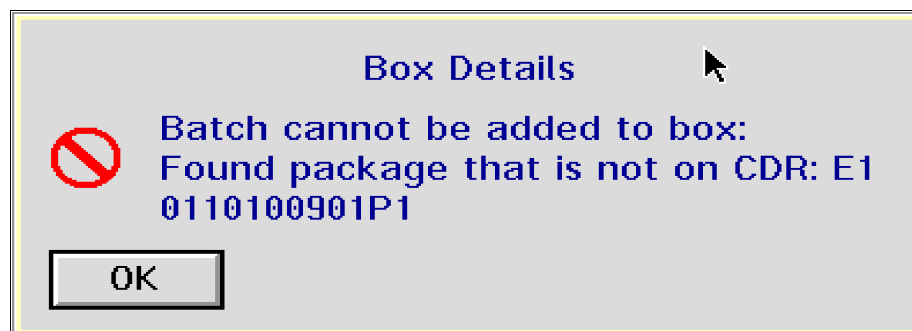 Box Details
Batch cannot be added to box:
Found package that is not on CDR: E1
0110100901P1
OK